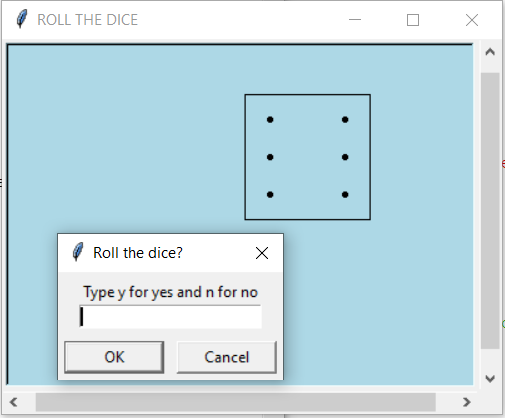 ROLL THE DICE
Roll the dice?
Type y for yes and n for no
OK
Cancel